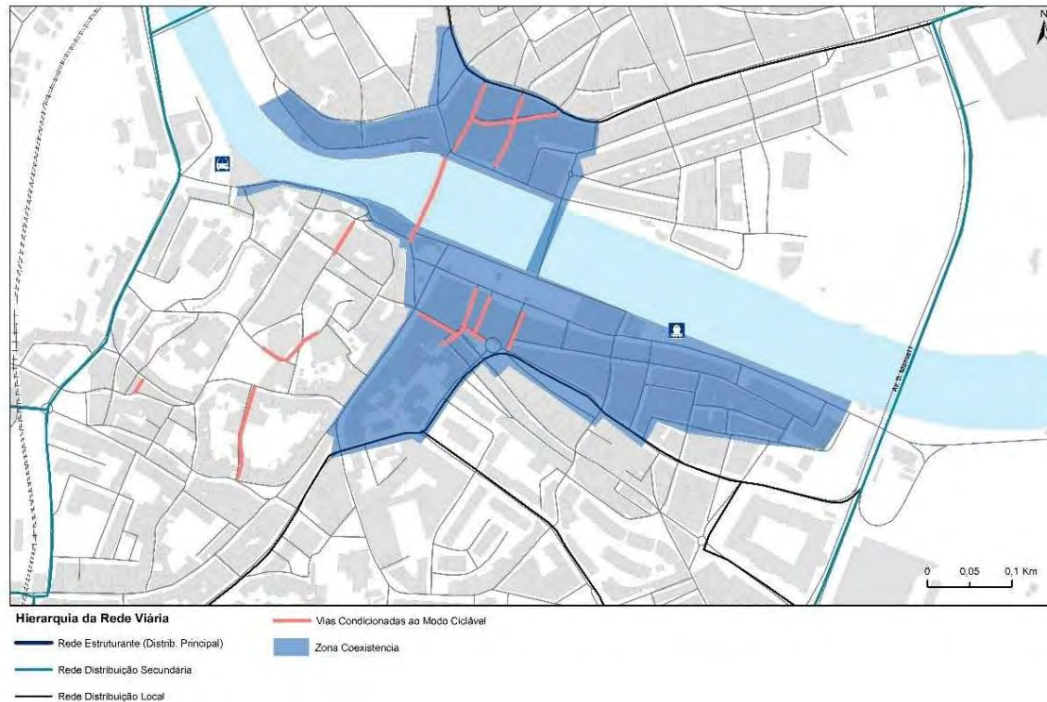 N
Av. D. Manuel I
0
0,05
0,1 Km
Hierarquia da Rede Viária
Rede Estruturante (Distrib. Principal)
Rede Distribuição Secundária
Rede Distribuição Local
Vias Condicionadas ao Modo Ciclável
Zona Coexistencia